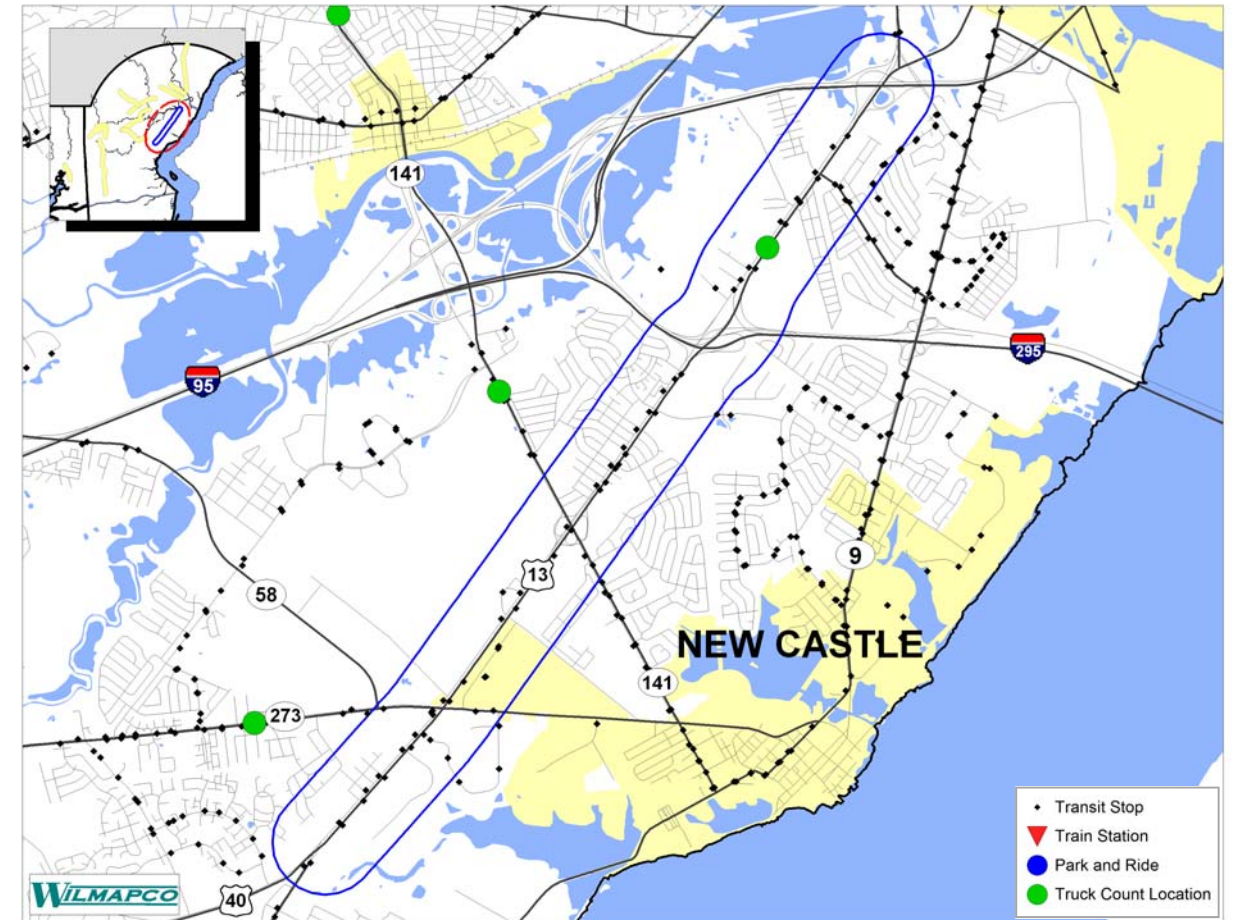 141
95
295
58
13
9
NEW CASTLE
141
273
40
WILMAPCO
Transit Stop
Train Station
Park and Ride
Truck Count Location